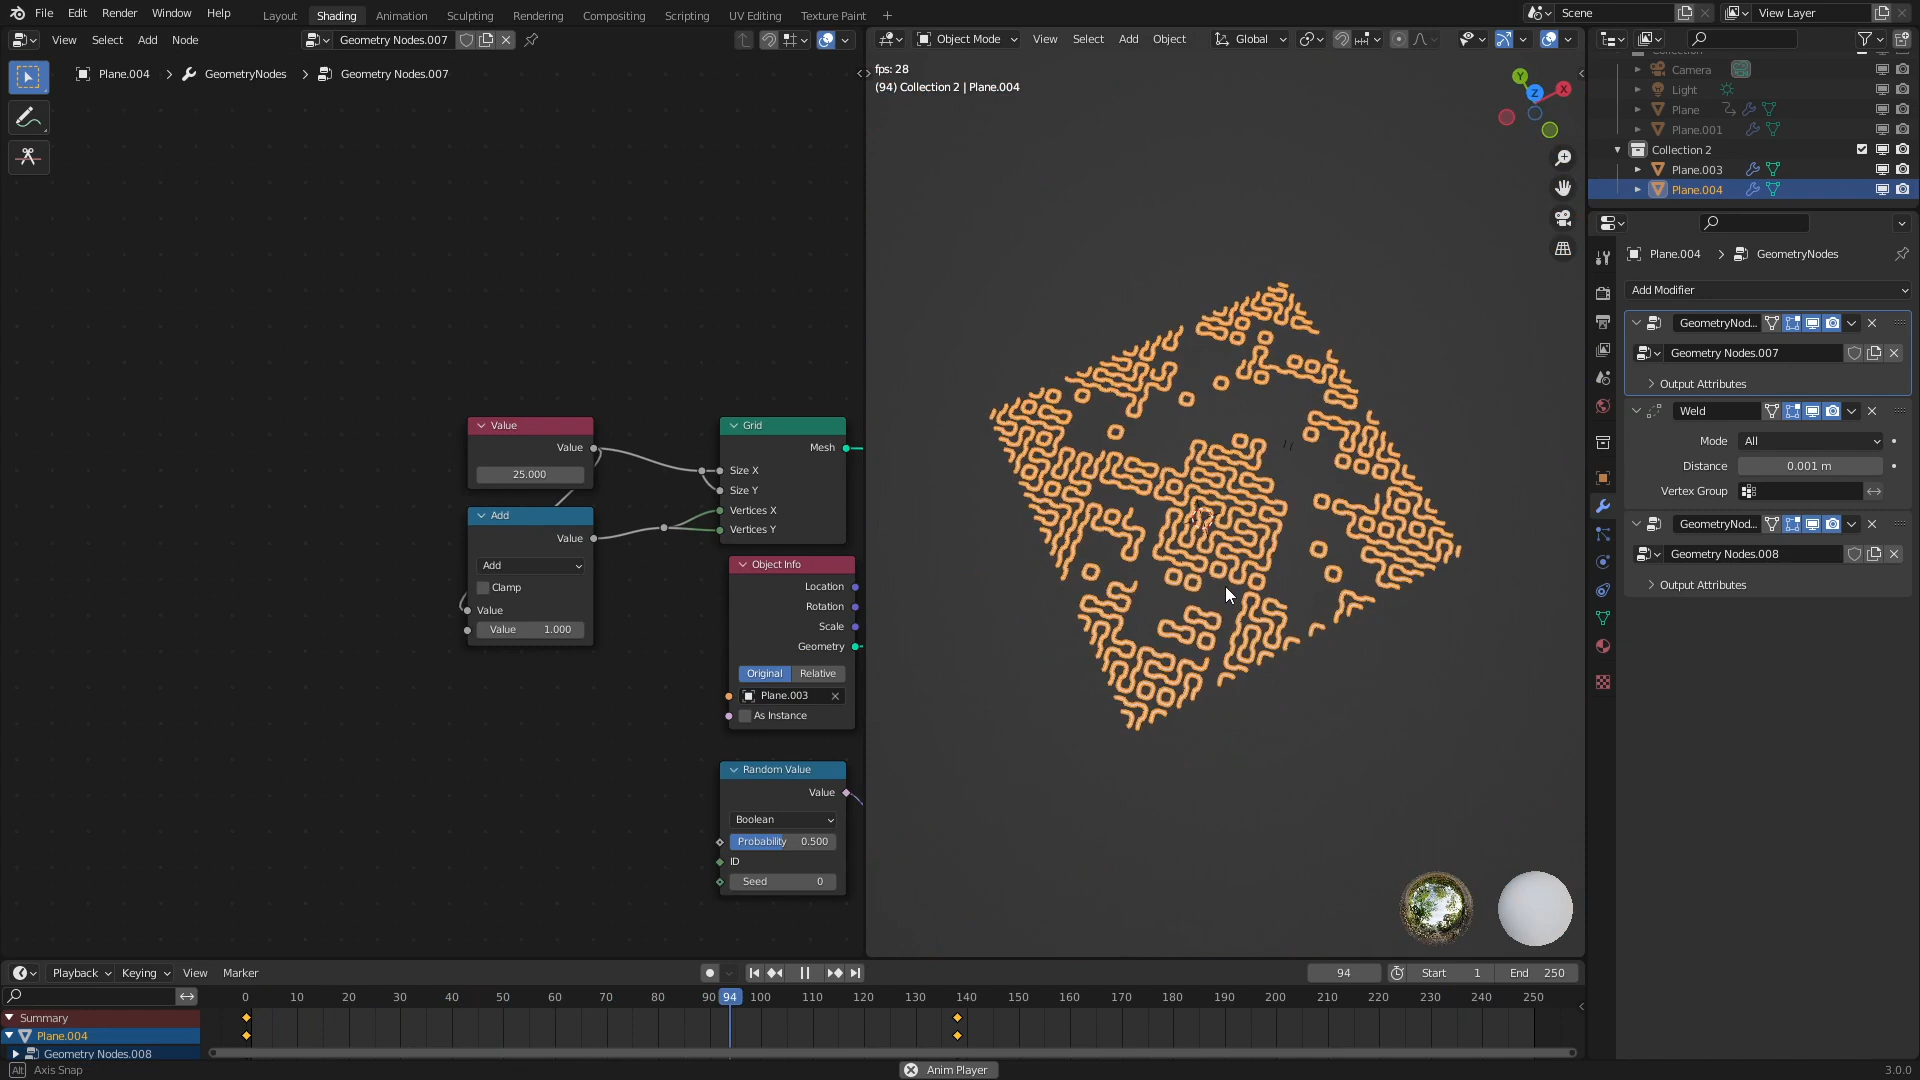 File Edit Render Window Help
Layout Shading Animation Sculpting Rendering Compositing Scripting UV Editing Texture Paint +
Scene
View Layer
View Select Add Node
Geometry Nodes.007
Object Mode View Select Add Object
Global
Plane.004 > GeometryNodes > Geometry Nodes.007
fps: 28
(94) Collection 2 | Plane.004
Y
X
Z
Camera
Light
Plane
Plane.001
Collection 2
Plane.003
Plane.004
Plane.004 > GeometryNodes
Add Modifier
GeometryNod...
Geometry Nodes.007
Output Attributes
Weld
Mode All
Distance 0.001 m
Vertex Group
GeometryNod...
Geometry Nodes.008
Output Attributes
Value
Value
25.000
Add
Value
Add
Clamp
Value
Value 1.000
Grid
Mesh
Size X
Size Y
Vertices X
Vertices Y
Object Info
Location
Rotation
Scale
Geometry
Original Relative
Plane.003
As Instance
Random Value
Value
Boolean
Probability 0.500
ID
Seed 0
Playback Keying View Marker
94 Start 1 End 250
0 10 20 30 40 50 60 70 80 90 94 100 110 120 130 140 150 160 170 180 190 200 210 220 230 240 250
Summary
Plane.004
Geometry Nodes.008
Alt Axis Snap
Anim Player
3.0.0